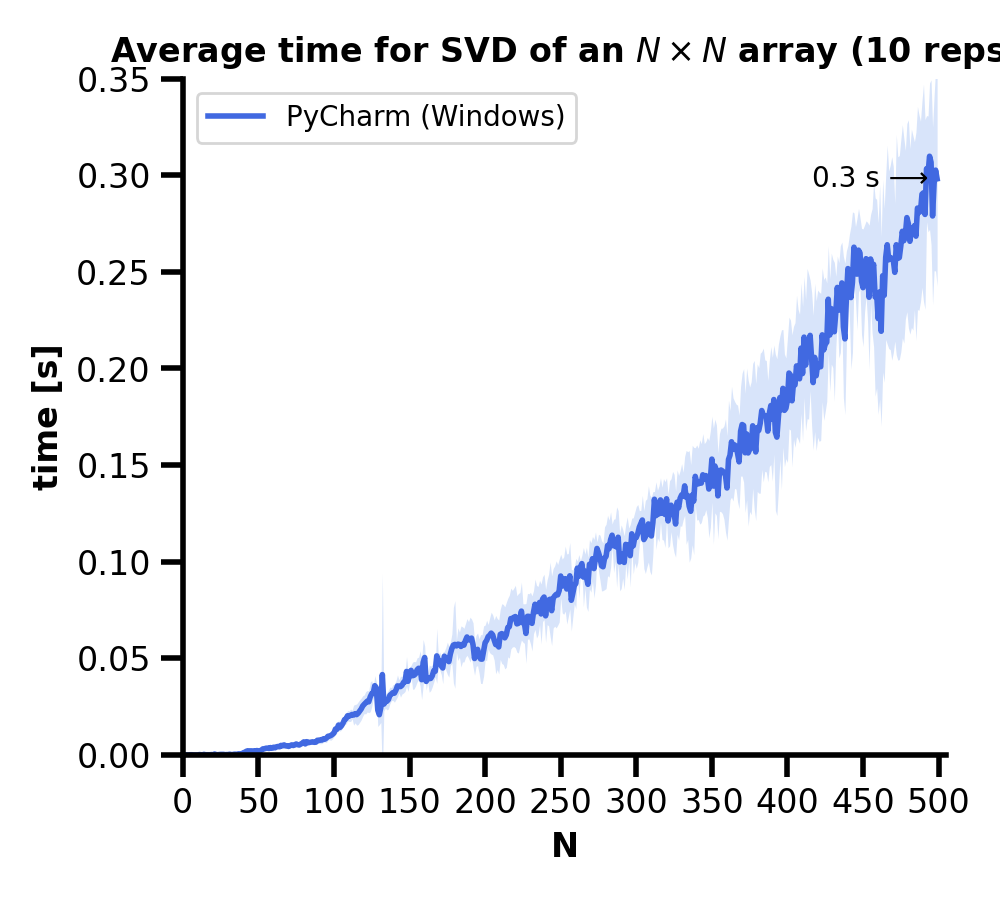 Average time for SVD of an N × N array (10 reps
0.35
PyCharm (Windows)
0.30
0.3 s
0.25
0.20
time [s]
0.15
0.10
0.05
0.00
0 50 100 150 200 250 300 350 400 450 500
N